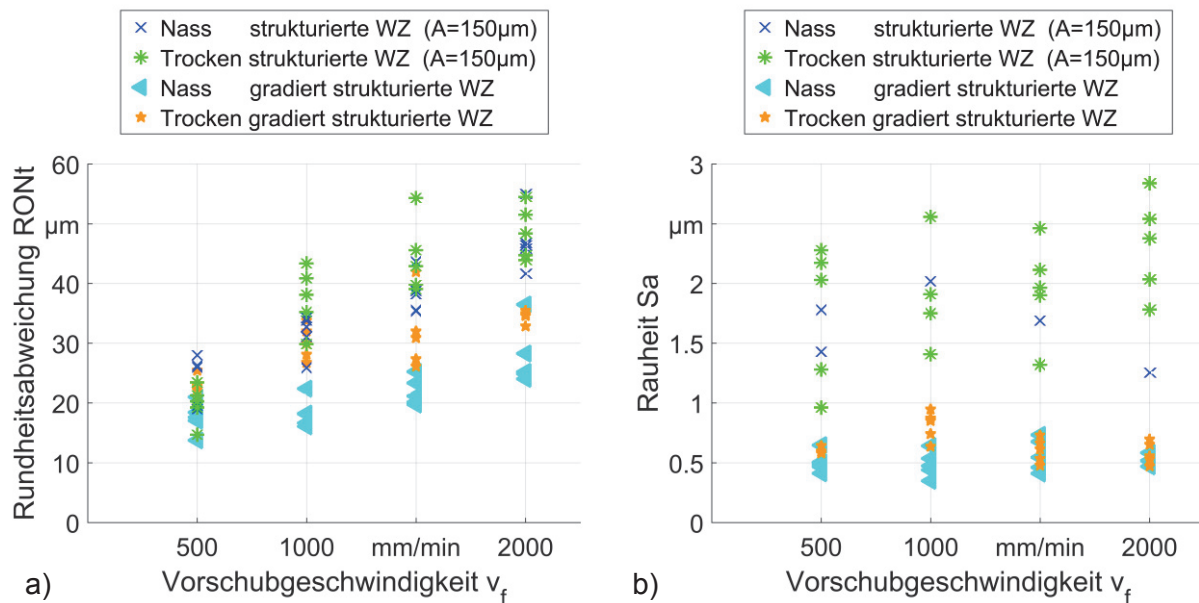 Nass strukturierte WZ (A=150µm)
Trocken strukturierte WZ (A=150µm)
Nass gradiert strukturierte WZ
Trocken gradiert strukturierte WZ
Rundheitsabweichung RONt
60
µm
40
30
20
10
0
500 1000 mm/min 2000
a) Vorschubgeschwindigkeit v_f
Nass strukturierte WZ (A=150µm)
Trocken strukturierte WZ (A=150µm)
Nass gradiert strukturierte WZ
Trocken gradiert strukturierte WZ
Rauheit Sa
3
µm
2
1.5
1
0.5
0
500 1000 mm/min 2000
b) Vorschubgeschwindigkeit v_f